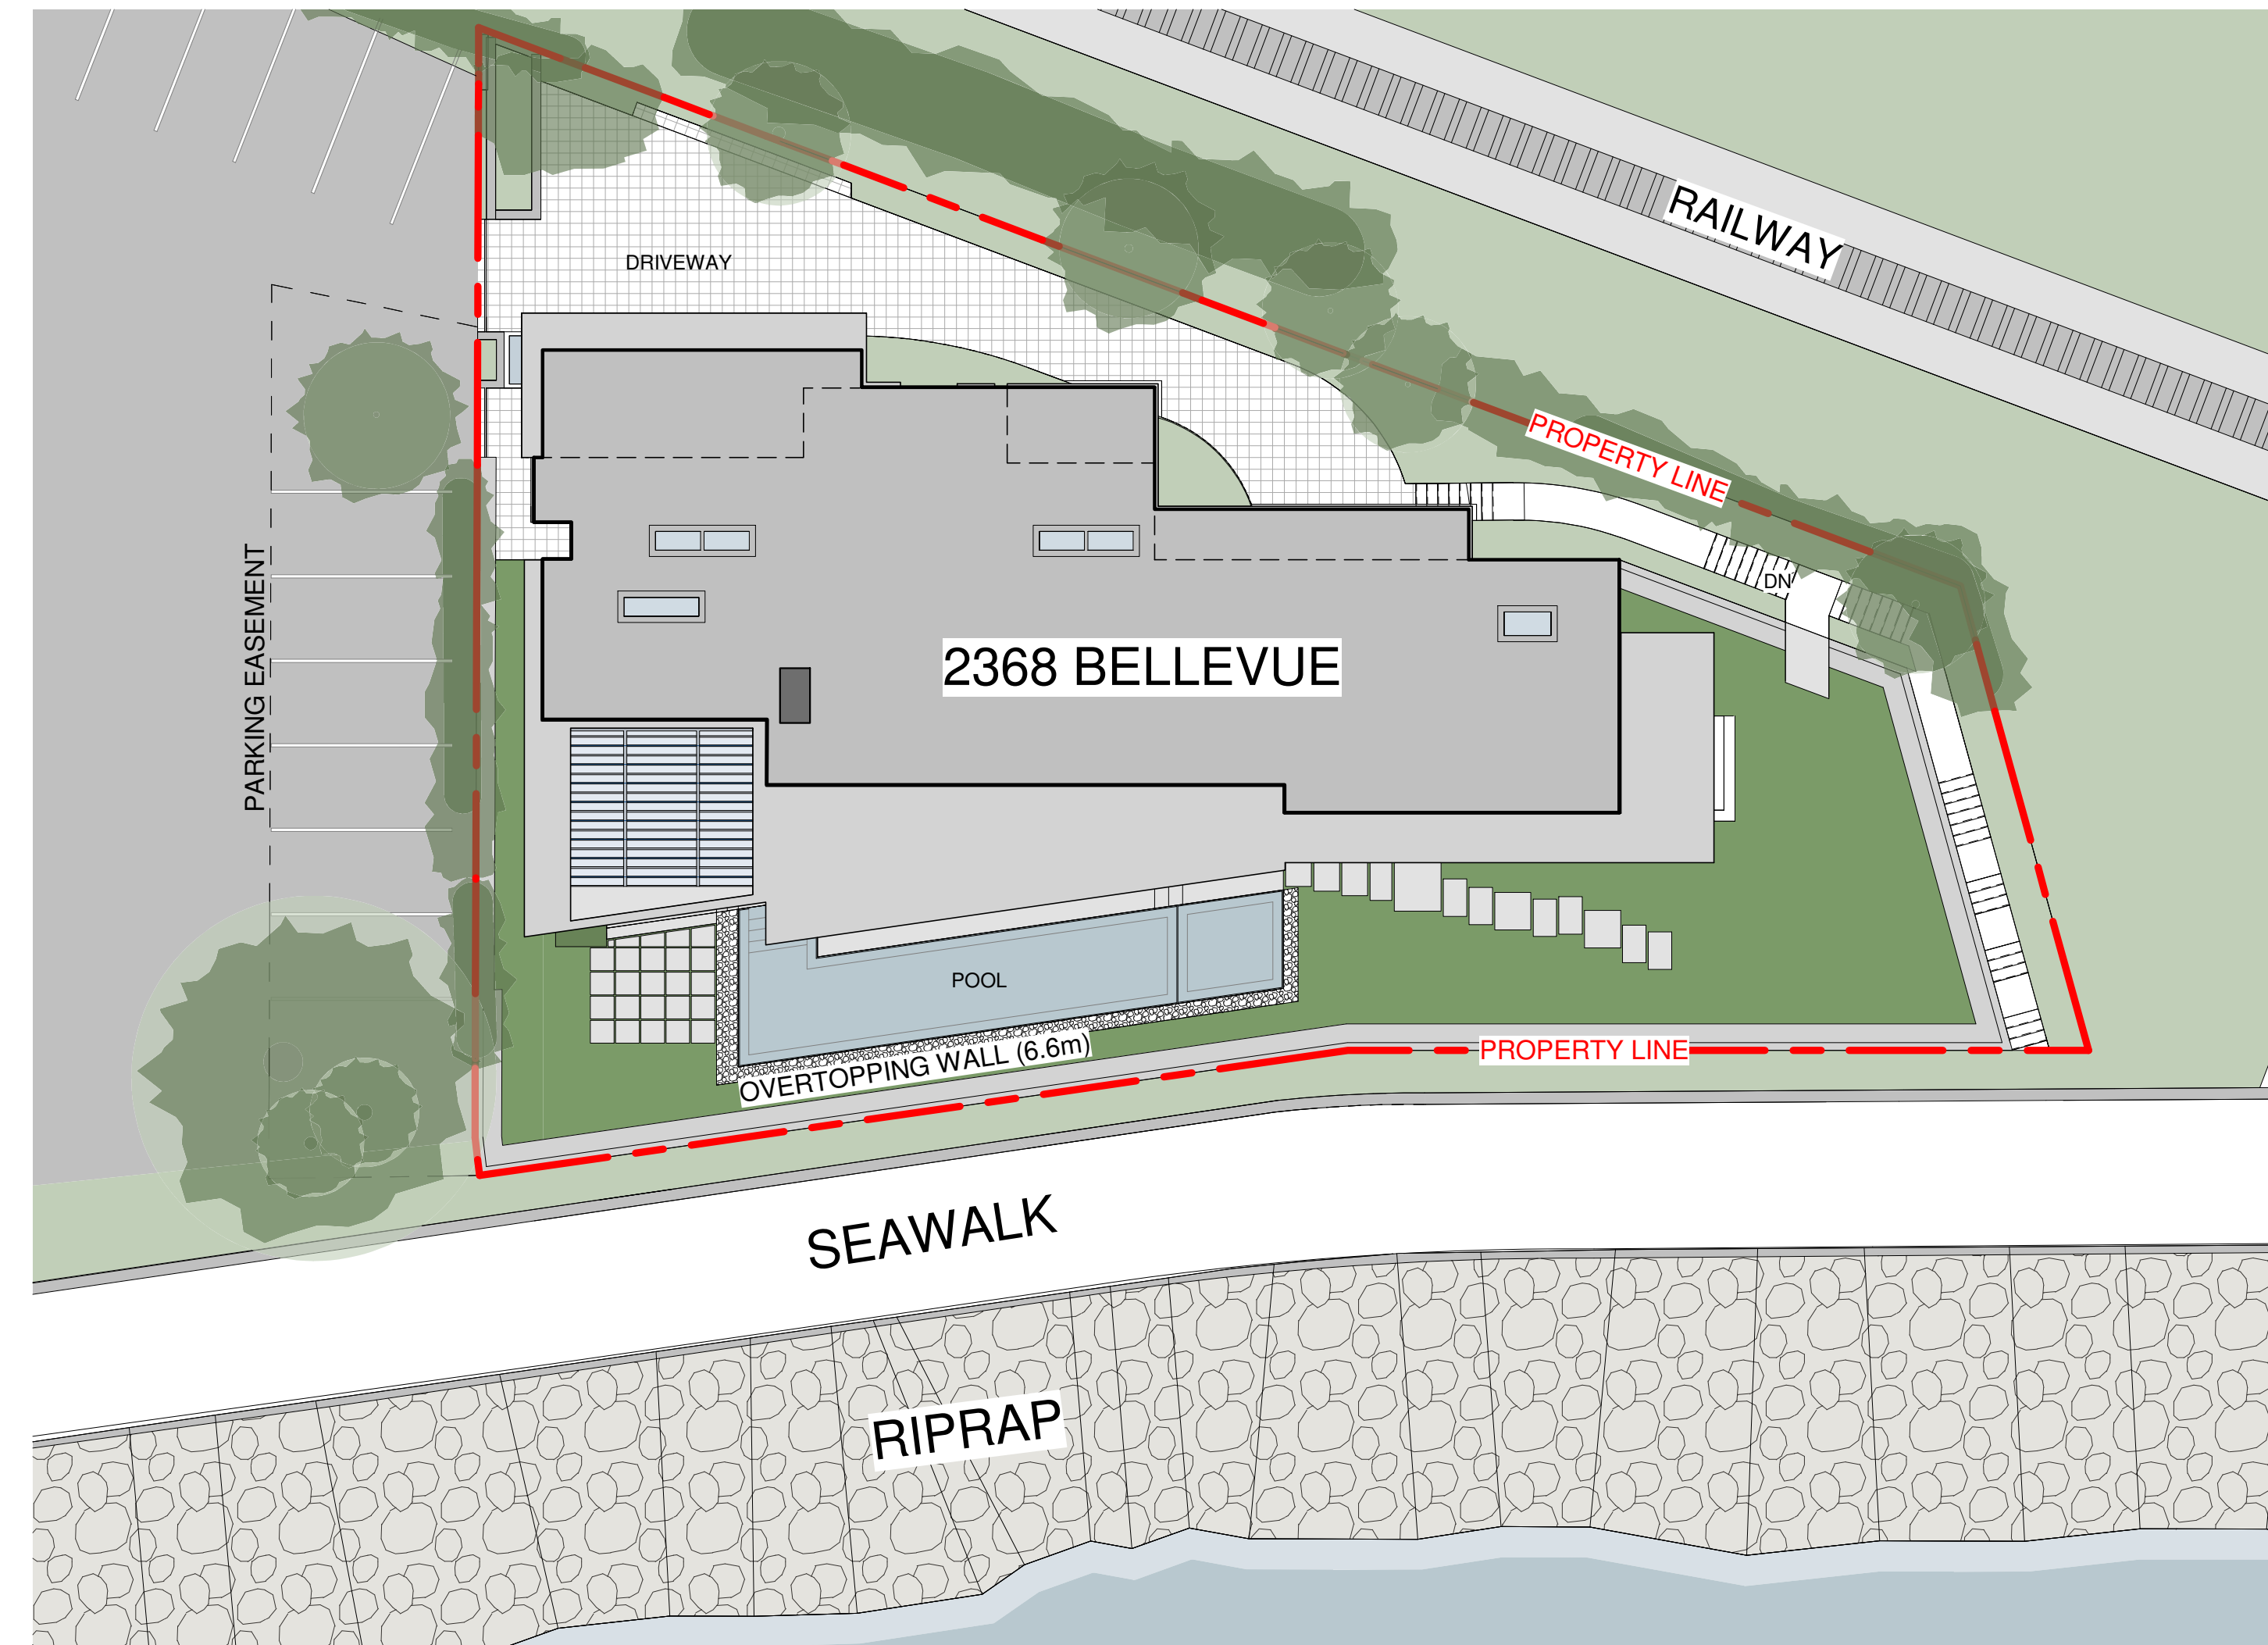 RAILWAY
DRIVEWAY
PROPERTY LINE
DN
PARKING EASEMENT
2368 BELLEVUE
POOL
OVERTOPPING WALL (6.6m)
PROPERTY LINE
SEAWALK
RIPRAP